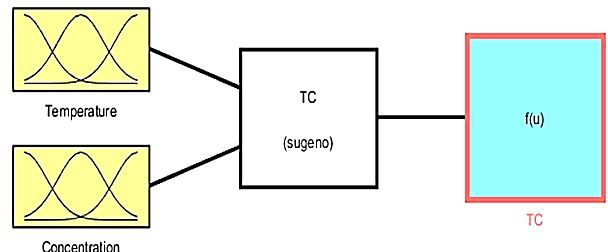 Temperature
Concentration
TC
(sugeno)
f(u)
TC